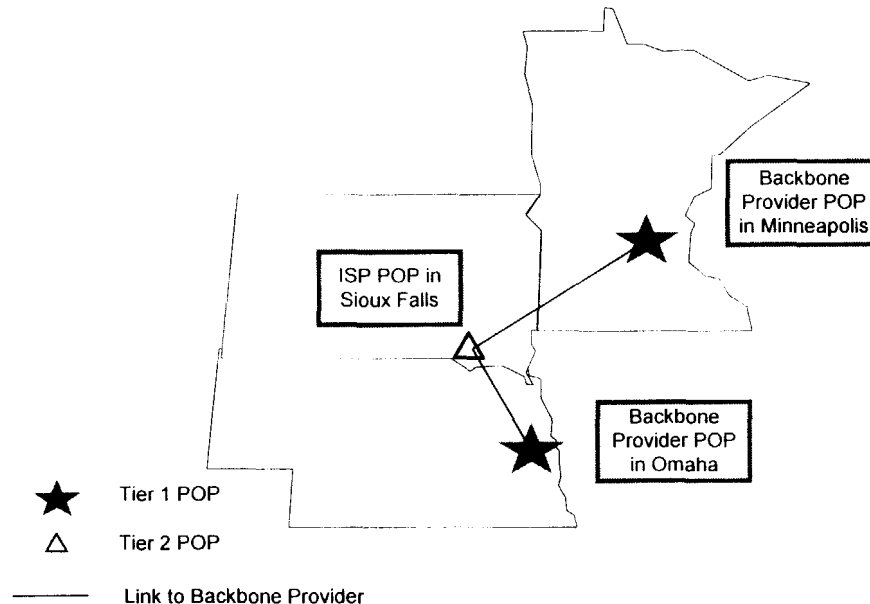 Backbone
Provider POP
in Minneapolis
ISP POP in
Sioux Falls
Backbone
Provider POP
in Omaha
Tier 1 POP
Tier 2 POP
Link to Backbone Provider